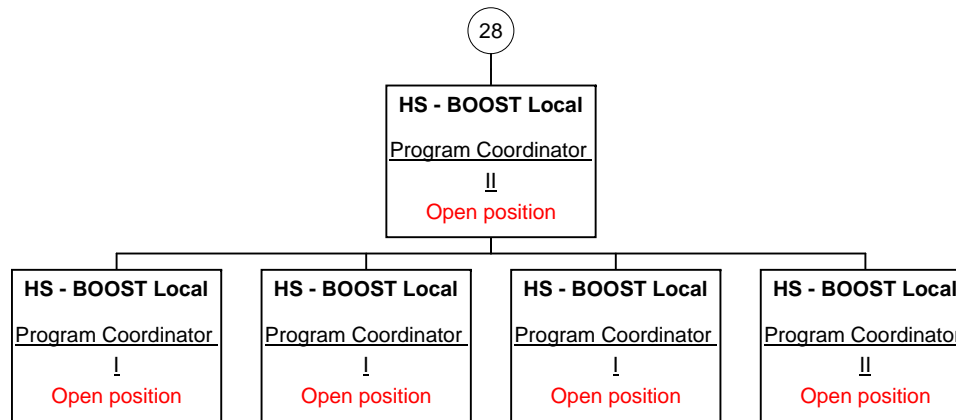 28
HS - BOOST Local
Program Coordinator
II
Open position
HS - BOOST Local
Program Coordinator
I
Open position
HS - BOOST Local
Program Coordinator
I
Open position
HS - BOOST Local
Program Coordinator
I
Open position
HS - BOOST Local
Program Coordinator
II
Open position